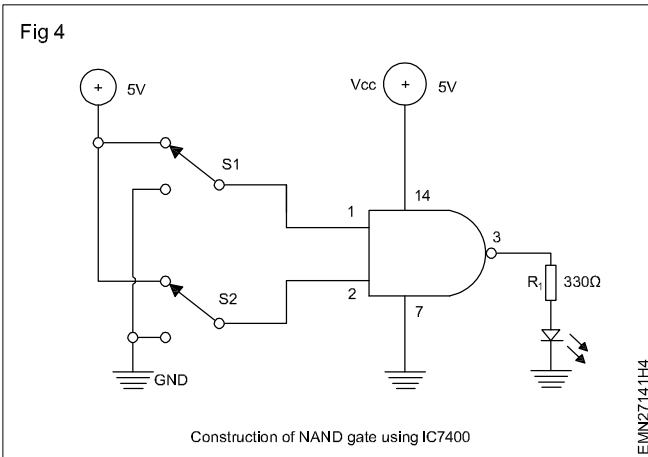 Fig 4
+ 5V
Vcc + 5V
S1
14
1
3
S2
2
R1 330Ω
7
GND
Construction of NAND gate using IC7400
EMN27141H4